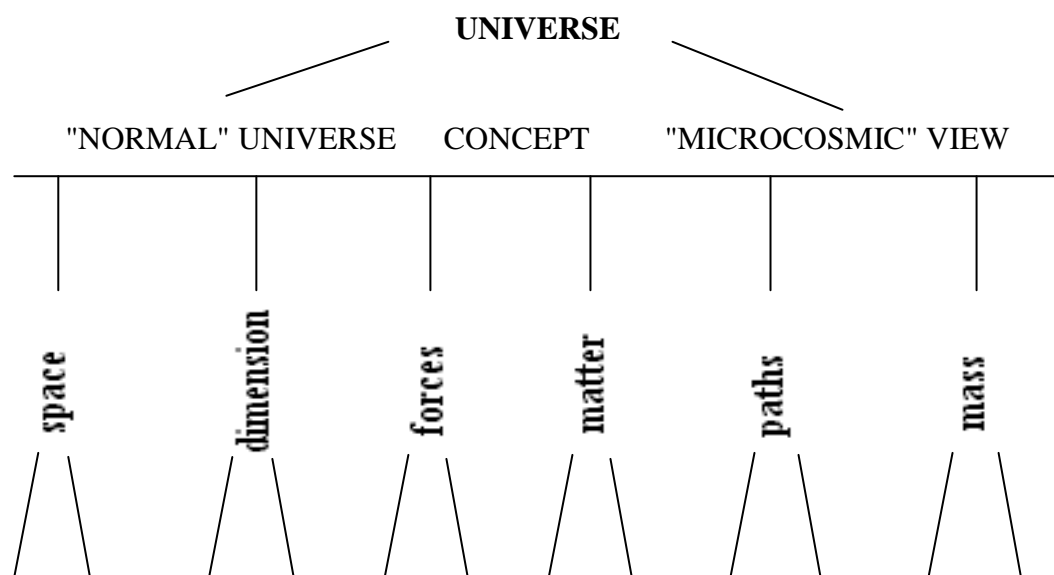 UNIVERSE
"NORMAL" UNIVERSE CONCEPT "MICROCOSMIC" VIEW
space
dimension
forces
matter
paths
mass